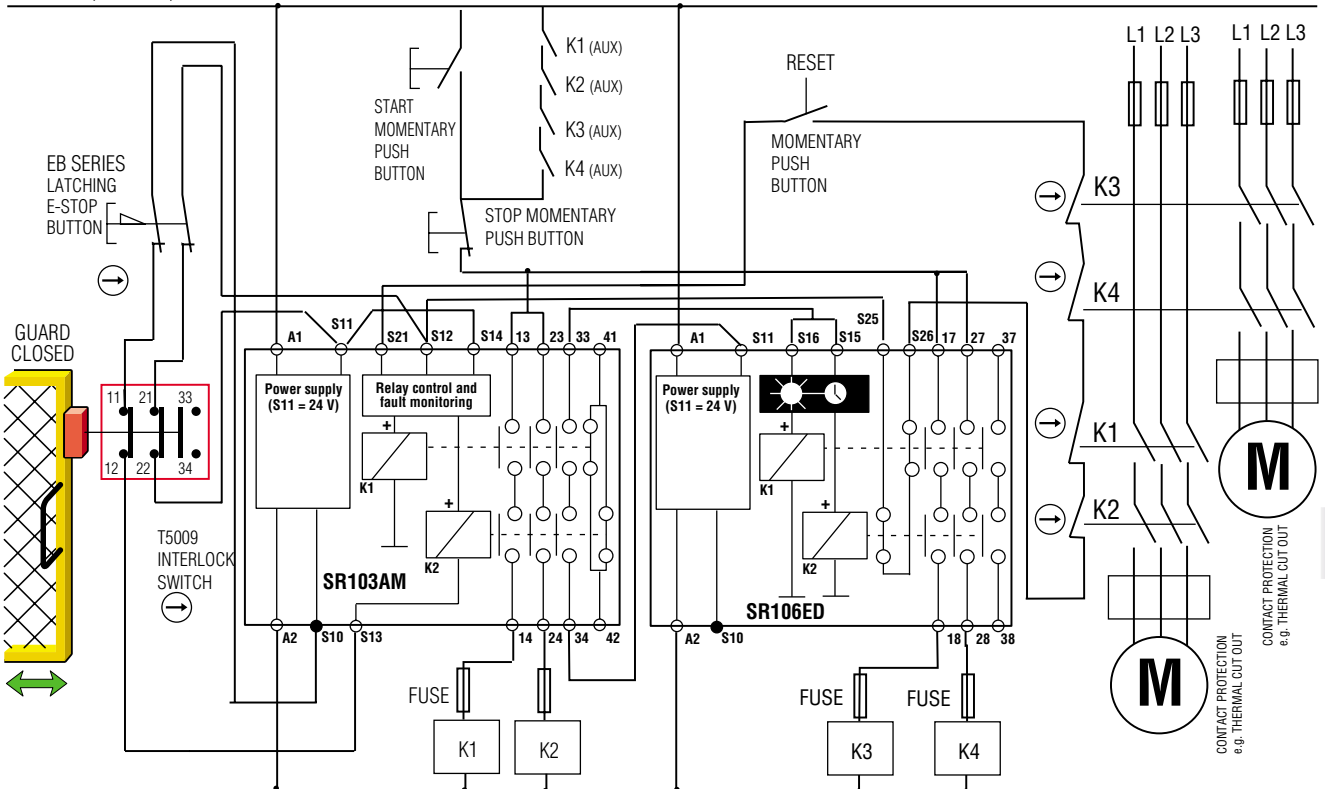 K1 (AUX)
K2 (AUX)
K3 (AUX)
K4 (AUX)
START
MOMENTARY
PUSH
BUTTON
STOP MOMENTARY
PUSH BUTTON
RESET
MOMENTARY
PUSH
BUTTON
L1 L2 L3
L1 L2 L3
EB SERIES
LATCHING
E-STOP
BUTTON
GUARD
CLOSED
11 21 33
12 22 34
T5009
INTERLOCK
SWITCH
A1 S11 S21 S12 S14 13 23 33 41
Power supply
(S11 = 24 V)
Relay control and
fault monitoring
+
K1
+
K2
SR103AM
A2 S10 S13 14 24 34 42
FUSE
K1 K2
A1 S11 S16 S15 S25 S26 17 27 37
Power supply
(S11 = 24 V)
+
K1
+
K2
SR106ED
A2 S10 18 28 38
FUSE FUSE
K3 K4
K3
K4
K1
K2
M
CONTACT PROTECTION
e.g. THERMAL CUT OUT
M
CONTACT PROTECTION
e.g. THERMAL CUT OUT